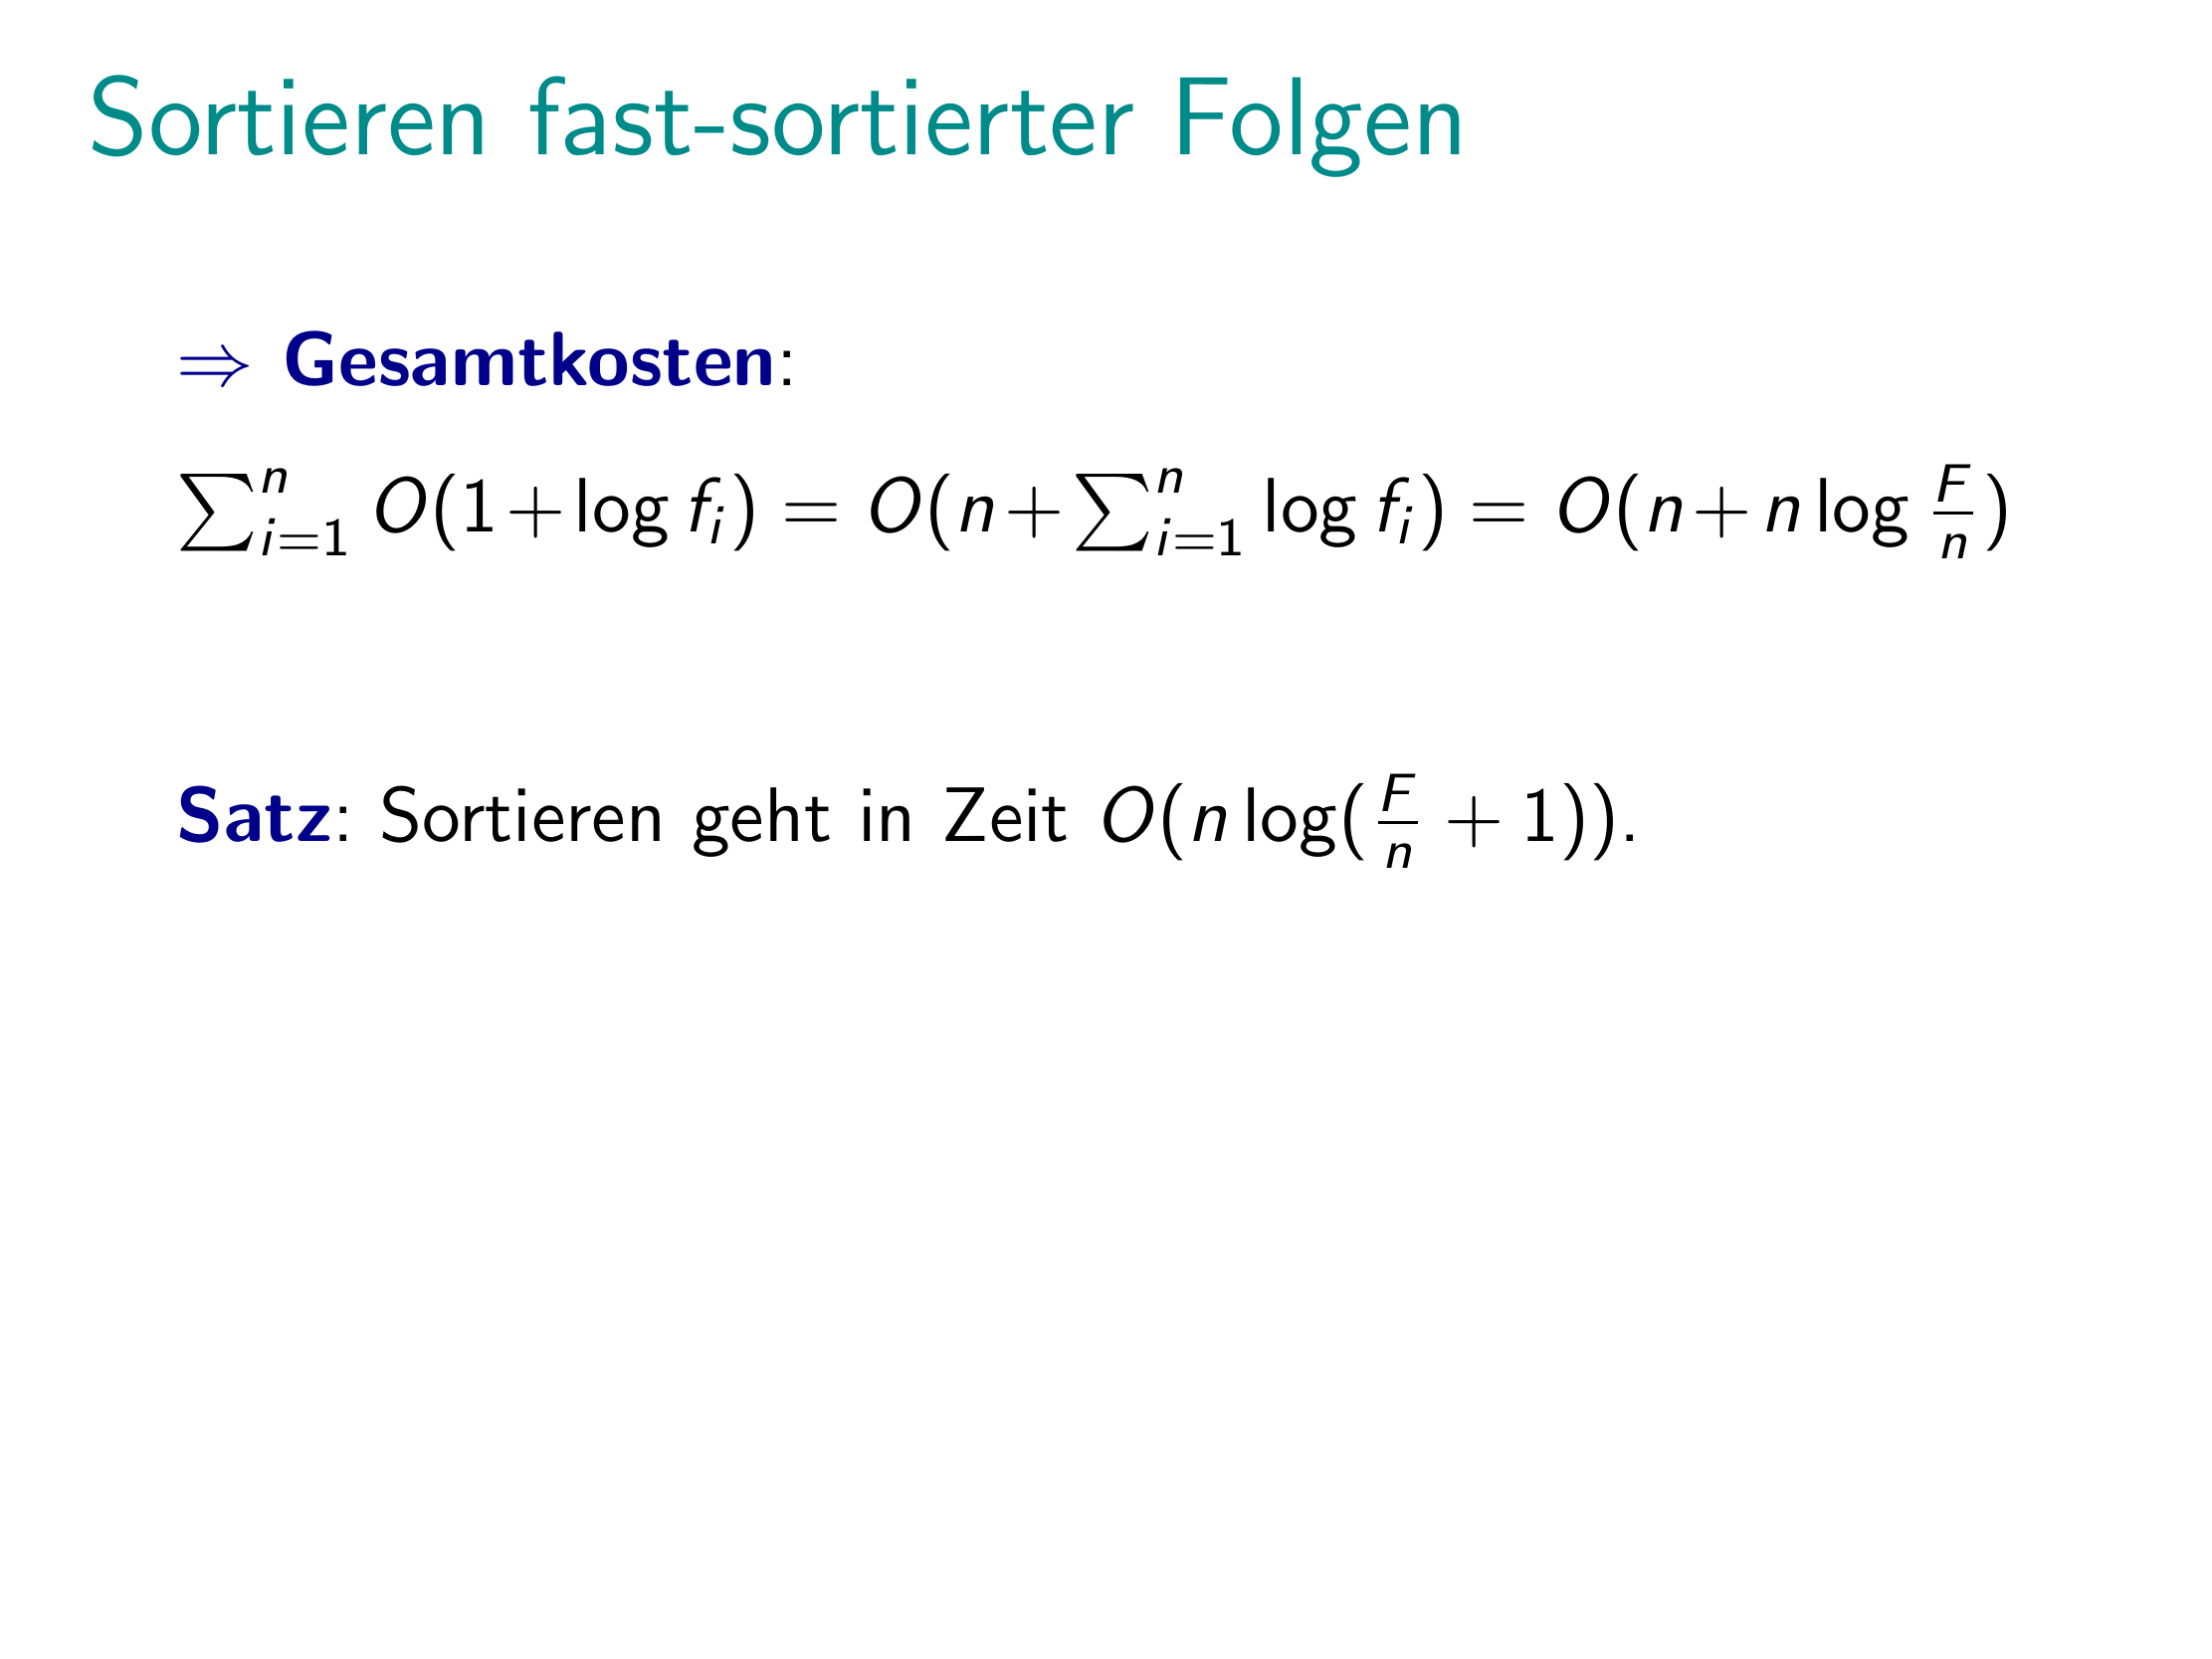 Sortieren fast-sortierter Folgen
⇒ Gesamtkosten:
$\sum_{i=1}^{n} O(1+\log f_i) = O(n+\sum_{i=1}^{n} \log f_i) = O(n+n\log \frac{F}{n})$
Satz: Sortieren geht in Zeit $O(n\log(\frac{F}{n}+1))$.